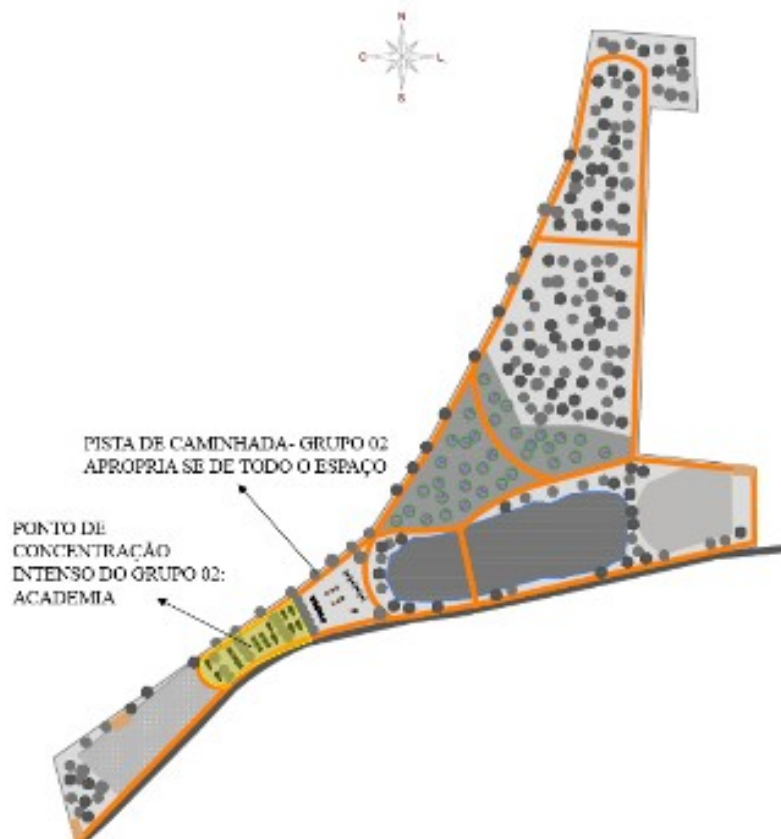 N
O
L
S
PISTA DE CAMINHADA- GRUPO 02
APROPRIA SE DE TODO O ESPAÇO
PONTO DE
CONCENTRAÇÃO
INTENSO DO GRUPO 02:
ACADEMIA